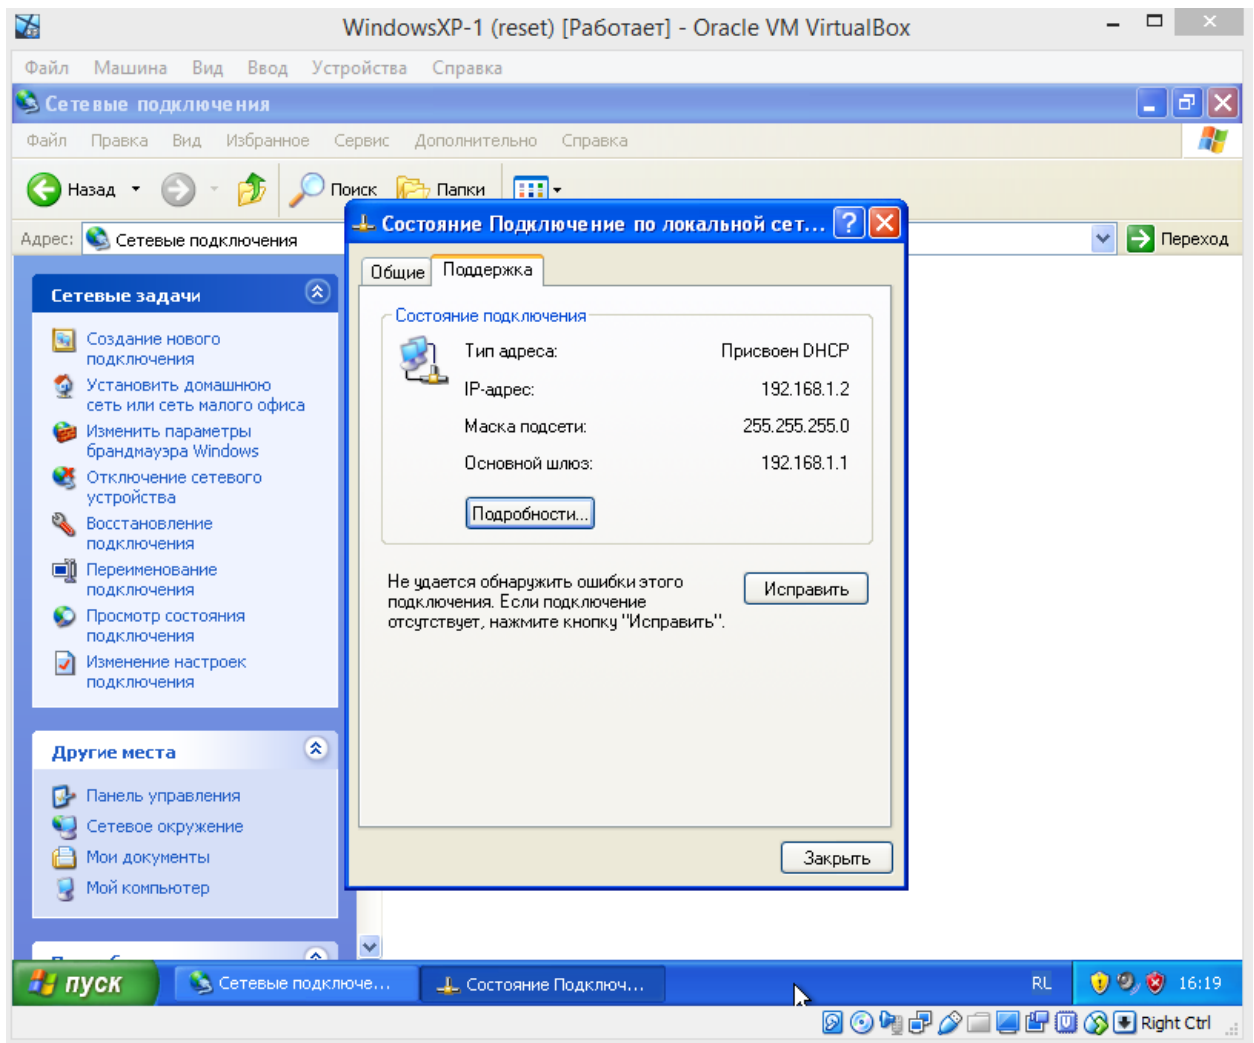 WindowsXP-1 (reset) [Работает] - Oracle VM VirtualBox
Файл Машина Вид Ввод Устройства Справка
Сетевые подключения
Файл Правка Вид Избранное Сервис Дополнительно Справка
Назад Поиск Папки
Адрес: Сетевые подключения Переход
Сетевые задачи
Создание нового
подключения
Установить домашнюю
сеть или сеть малого офиса
Изменить параметры
брандмауэра Windows
Отключение сетевого
устройства
Восстановление
подключения
Переименование
подключения
Просмотр состояния
подключения
Изменение настроек
подключения
Другие места
Панель управления
Сетевое окружение
Мои документы
Мой компьютер
Состояние Подключение по локальной сет...
Общие Поддержка
Состояние подключения
Тип адреса: Присвоен DHCP
IP-адрес: 192.168.1.2
Маска подсети: 255.255.255.0
Основной шлюз: 192.168.1.1
Подробности...
Не удается обнаружить ошибки этого
подключения. Если подключение
отсутствует, нажмите кнопку "Исправить".
Исправить
Закрыть
пуск Сетевые подключе... Состояние Подключ... RL 16:19
Right Ctrl